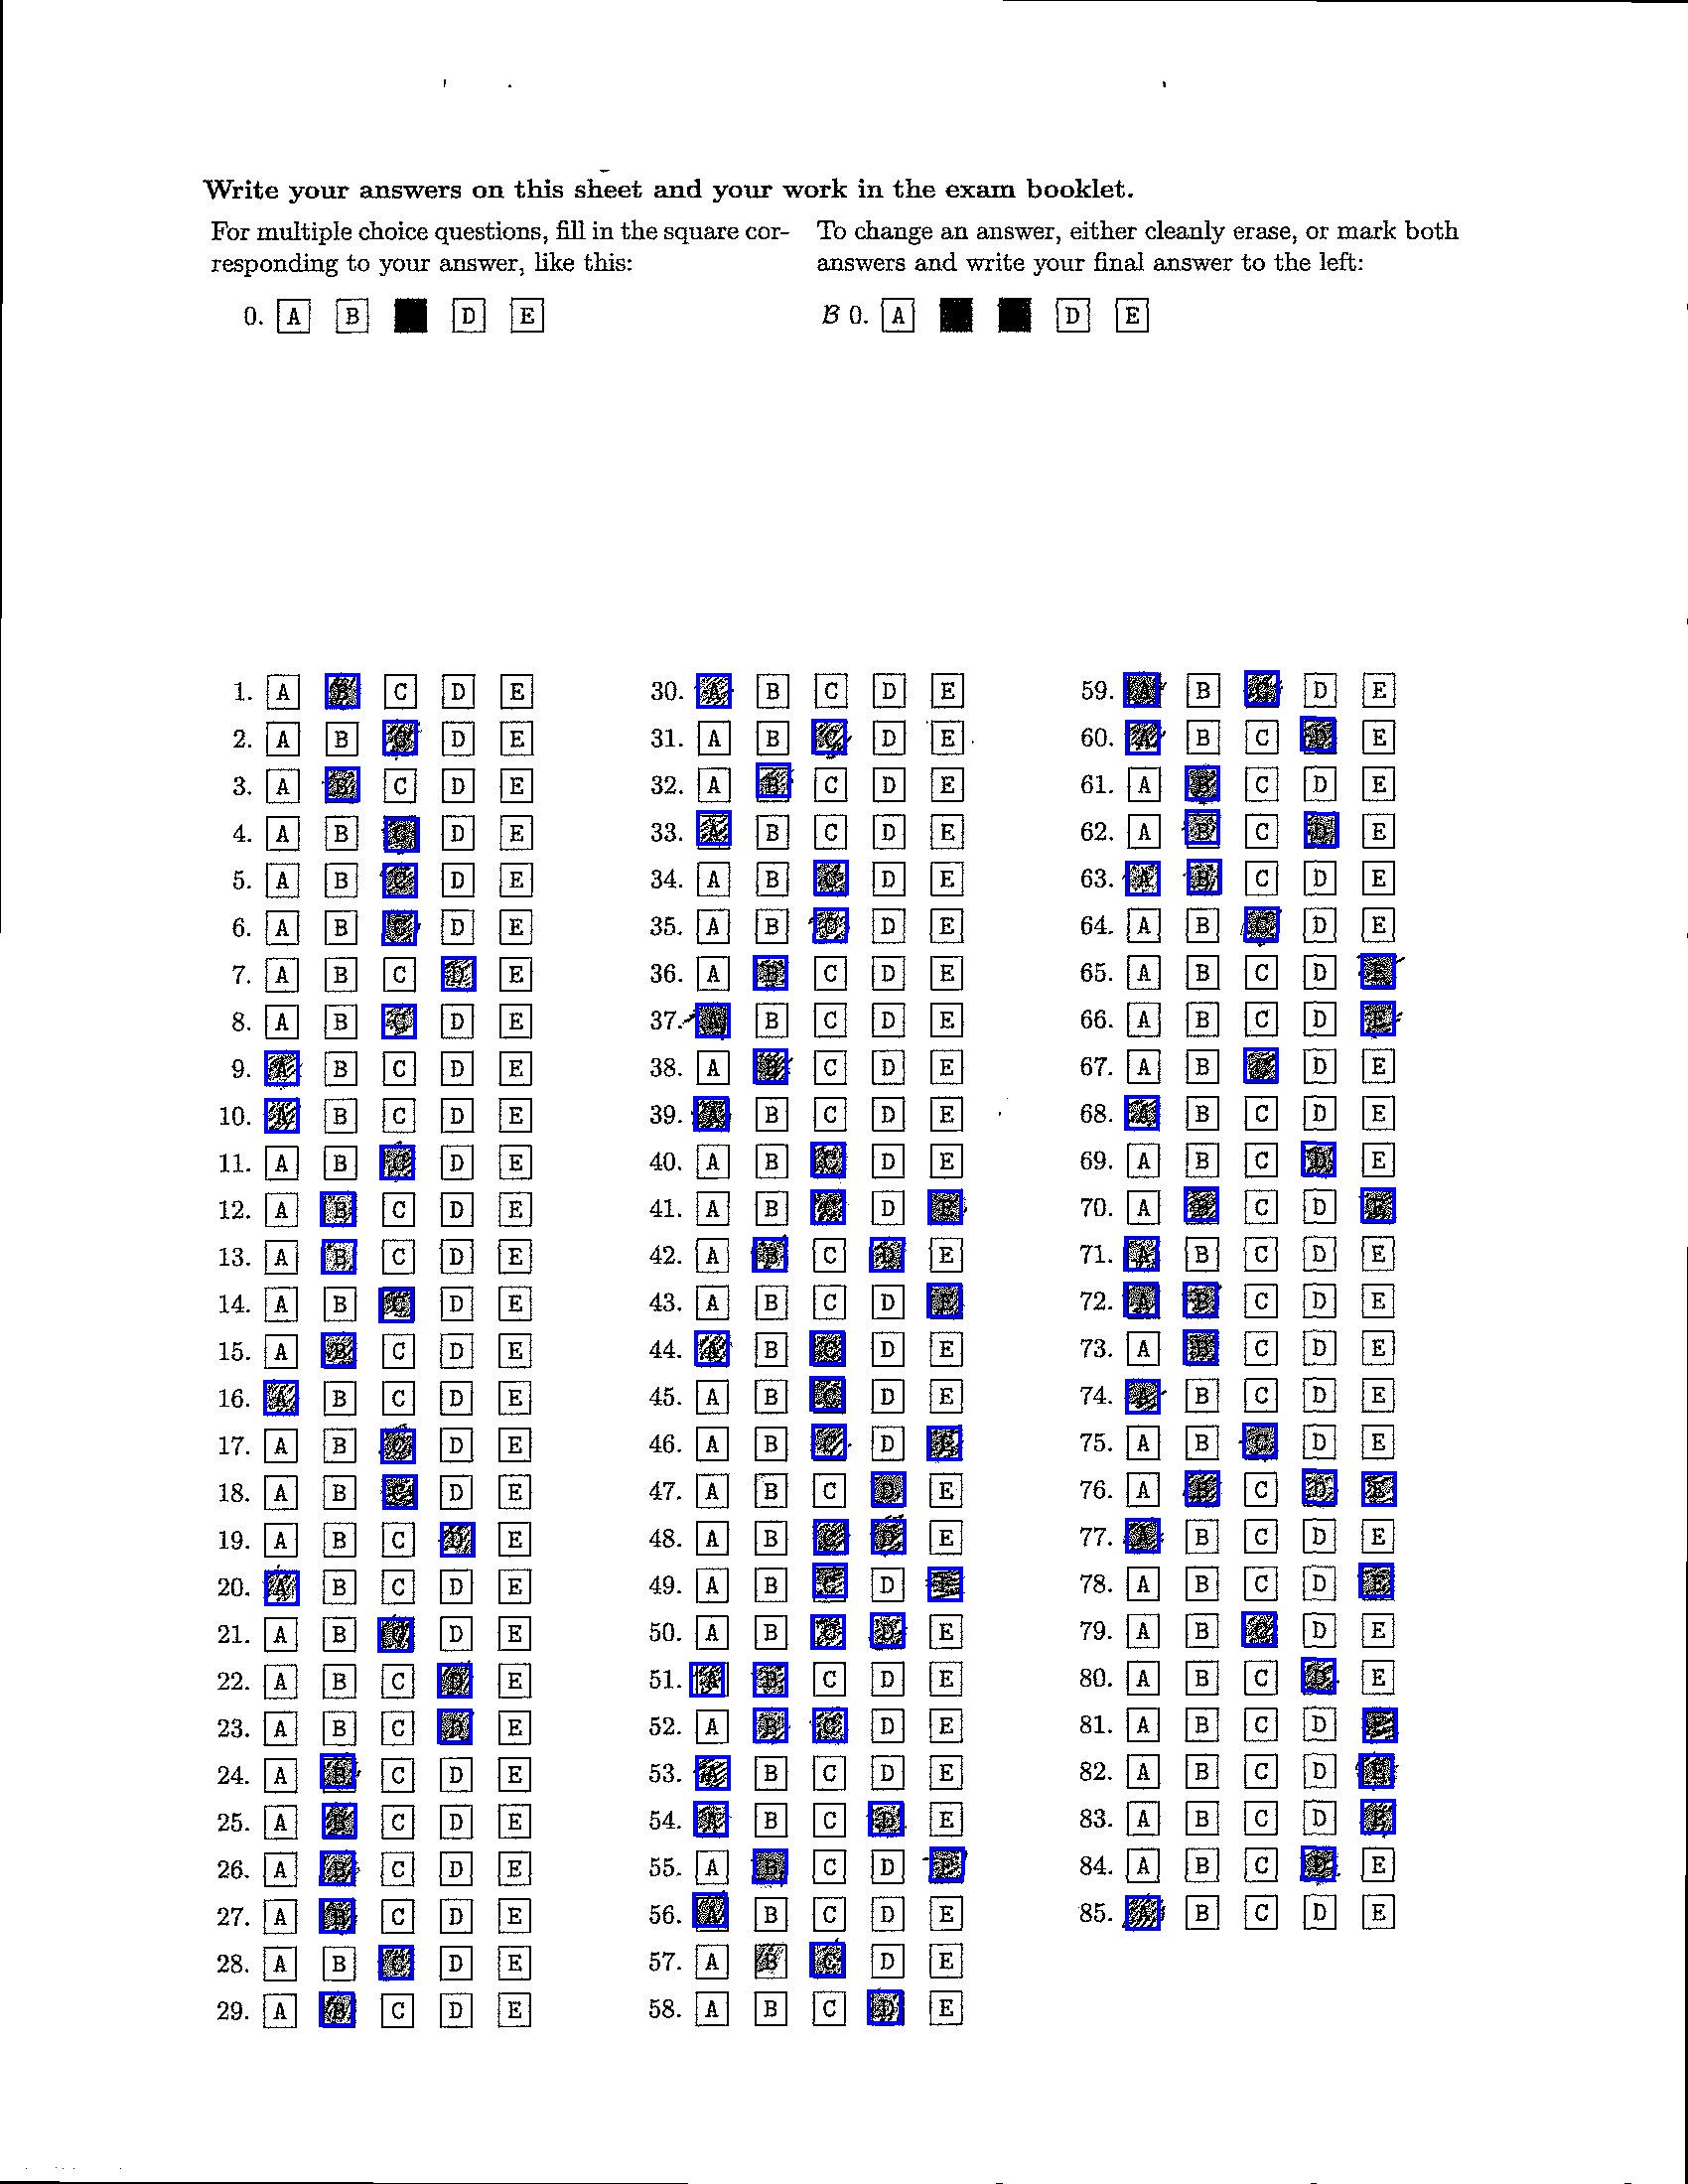 Write your answers on this sheet and your work in the exam booklet.
For multiple choice questions, fill in the square cor-
responding to your answer, like this:
To change an answer, either cleanly erase, or mark both
answers and write your final answer to the left:
0. A B D E
B 0. A D E
1. A B C D E
2. A B C D E
3. A B C D E
4. A B C D E
5. A B C D E
6. A B C D E
7. A B C D E
8. A B C D E
9. A B C D E
10. A B C D E
11. A B C D E
12. A B C D E
13. A B C D E
14. A B C D E
15. A B C D E
16. A B C D E
17. A B C D E
18. A B C D E
19. A B C D E
20. A B C D E
21. A B C D E
22. A B C D E
23. A B C D E
24. A B C D E
25. A B C D E
26. A B C D E
27. A B C D E
28. A B C D E
29. A B C D E
30. A B C D E
31. A B C D E
32. A B C D E
33. A B C D E
34. A B C D E
35. A B C D E
36. A B C D E
37. A B C D E
38. A B C D E
39. A B C D E
40. A B C D E
41. A B C D E
42. A B C D E
43. A B C D E
44. A B C D E
45. A B C D E
46. A B C D E
47. A B C D E
48. A B C D E
49. A B C D E
50. A B C D E
51. A B C D E
52. A B C D E
53. A B C D E
54. A B C D E
55. A B C D E
56. A B C D E
57. A B C D E
58. A B C D E
59. A B C D E
60. A B C D E
61. A B C D E
62. A B C D E
63. A B C D E
64. A B C D E
65. A B C D E
66. A B C D E
67. A B C D E
68. A B C D E
69. A B C D E
70. A B C D E
71. A B C D E
72. A B C D E
73. A B C D E
74. A B C D E
75. A B C D E
76. A B C D E
77. A B C D E
78. A B C D E
79. A B C D E
80. A B C D E
81. A B C D E
82. A B C D E
83. A B C D E
84. A B C D E
85. A B C D E